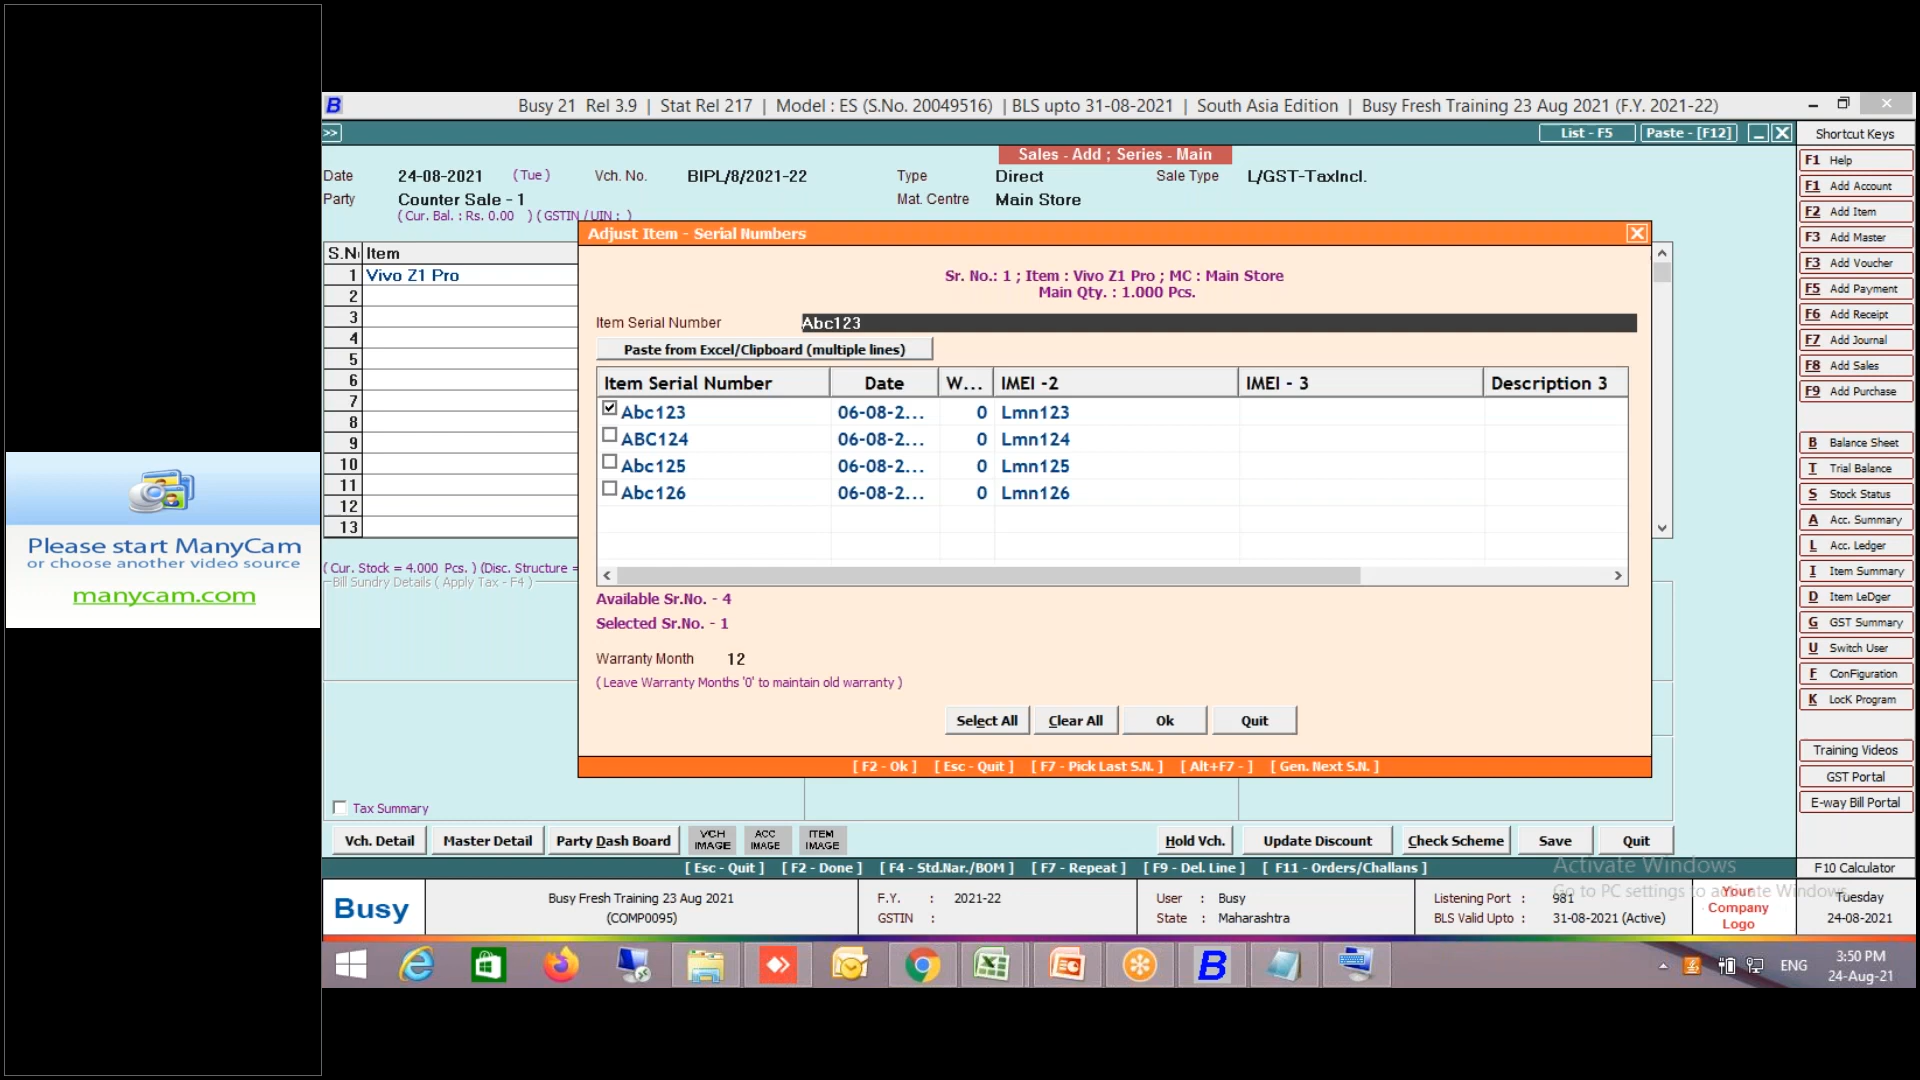 B Busy 21 Rel 3.9 | Stat Rel 217 | Model : ES (S.No. 20049516) | BLS upto 31-08-2021 | South Asia Edition | Busy Fresh Training 23 Aug 2021 (F.Y. 2021-22)
>> List - F5 Paste - [F12] Shortcut Keys
Sales - Add ; Series - Main
Date 24-08-2021 (Tue) Vch. No. BIPL/8/2021-22 Type Direct Sale Type L/GST-TaxIncl.
Party Counter Sale - 1 Mat. Centre Main Store
( Cur. Bal. : Rs. 0.00 ) ( GSTIN / UIN : )
Adjust Item - Serial Numbers
S.N Item
1 Vivo Z1 Pro
2
3
4
5
6
7
8
9
10
11
12
13
Sr. No.: 1 ; Item : Vivo Z1 Pro ; MC : Main Store
Main Qty. : 1.000 Pcs.
Item Serial Number Abc123
Paste from Excel/Clipboard (multiple lines)
Item Serial Number Date W... IMEI -2 IMEI - 3 Description 3
Abc123 06-08-2... 0 Lmn123
ABC124 06-08-2... 0 Lmn124
Abc125 06-08-2... 0 Lmn125
Abc126 06-08-2... 0 Lmn126
Available Sr.No. - 4
Selected Sr.No. - 1
Warranty Month 12
( Leave Warranty Months '0' to maintain old warranty )
Select All Clear All Ok Quit
[ F2 - Ok ] [ Esc - Quit ] [ F7 - Pick Last S.N. ] [ Alt+F7 - ] [ Gen. Next S.N. ]
( Cur. Stock = 4.000 Pcs. ) (Disc. Structure =
Bill Sundry Details ( Apply Tax - F4 )
Tax Summary
Vch. Detail Master Detail Party Dash Board VCH IMAGE ACC IMAGE ITEM IMAGE Hold Vch. Update Discount Check Scheme Save Quit
[ Esc - Quit ] [ F2 - Done ] [ F4 - Std.Nar./BOM ] [ F7 - Repeat ] [ F9 - Del. Line ] [ F11 - Orders/Challans ]
F1 Help
F1 Add Account
F2 Add Item
F3 Add Master
F3 Add Voucher
F5 Add Payment
F6 Add Receipt
F7 Add Journal
F8 Add Sales
F9 Add Purchase
B Balance Sheet
T Trial Balance
S Stock Status
A Acc. Summary
L Acc. Ledger
I Item Summary
D Item LeDger
G GST Summary
U Switch User
F ConFiguration
K LocK Program
Training Videos
GST Portal
E-way Bill Portal
F10 Calculator
Activate Windows
Go to PC settings to activate Windows.
Busy
Busy Fresh Training 23 Aug 2021
(COMP0095)
F.Y. : 2021-22
GSTIN :
User : Busy
State : Maharashtra
Listening Port : 981
BLS Valid Upto : 31-08-2021 (Active)
Your
Company
Logo
Tuesday
24-08-2021
ENG
3:50 PM
24-Aug-21
Please start ManyCam
or choose another video source
manycam.com